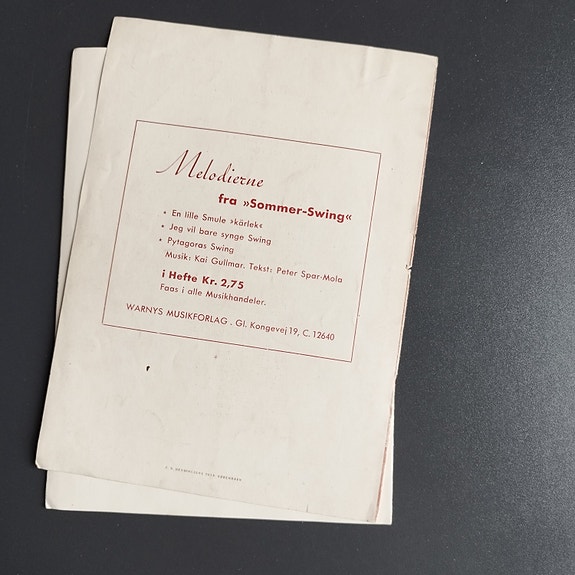 Melodierne
fra »Sommer-Swing«
• En lille Smule »kärlek«
• Jeg vil bare synge Swing
• Pytagoras Swing
Musik: Kai Gullmar. Tekst: Peter Spar-Mola
i Hefte Kr. 2,75
Faas i alle Musikhandeler.
WARNYS MUSIKFORLAG . Gl. Kongevej 19, C. 12640